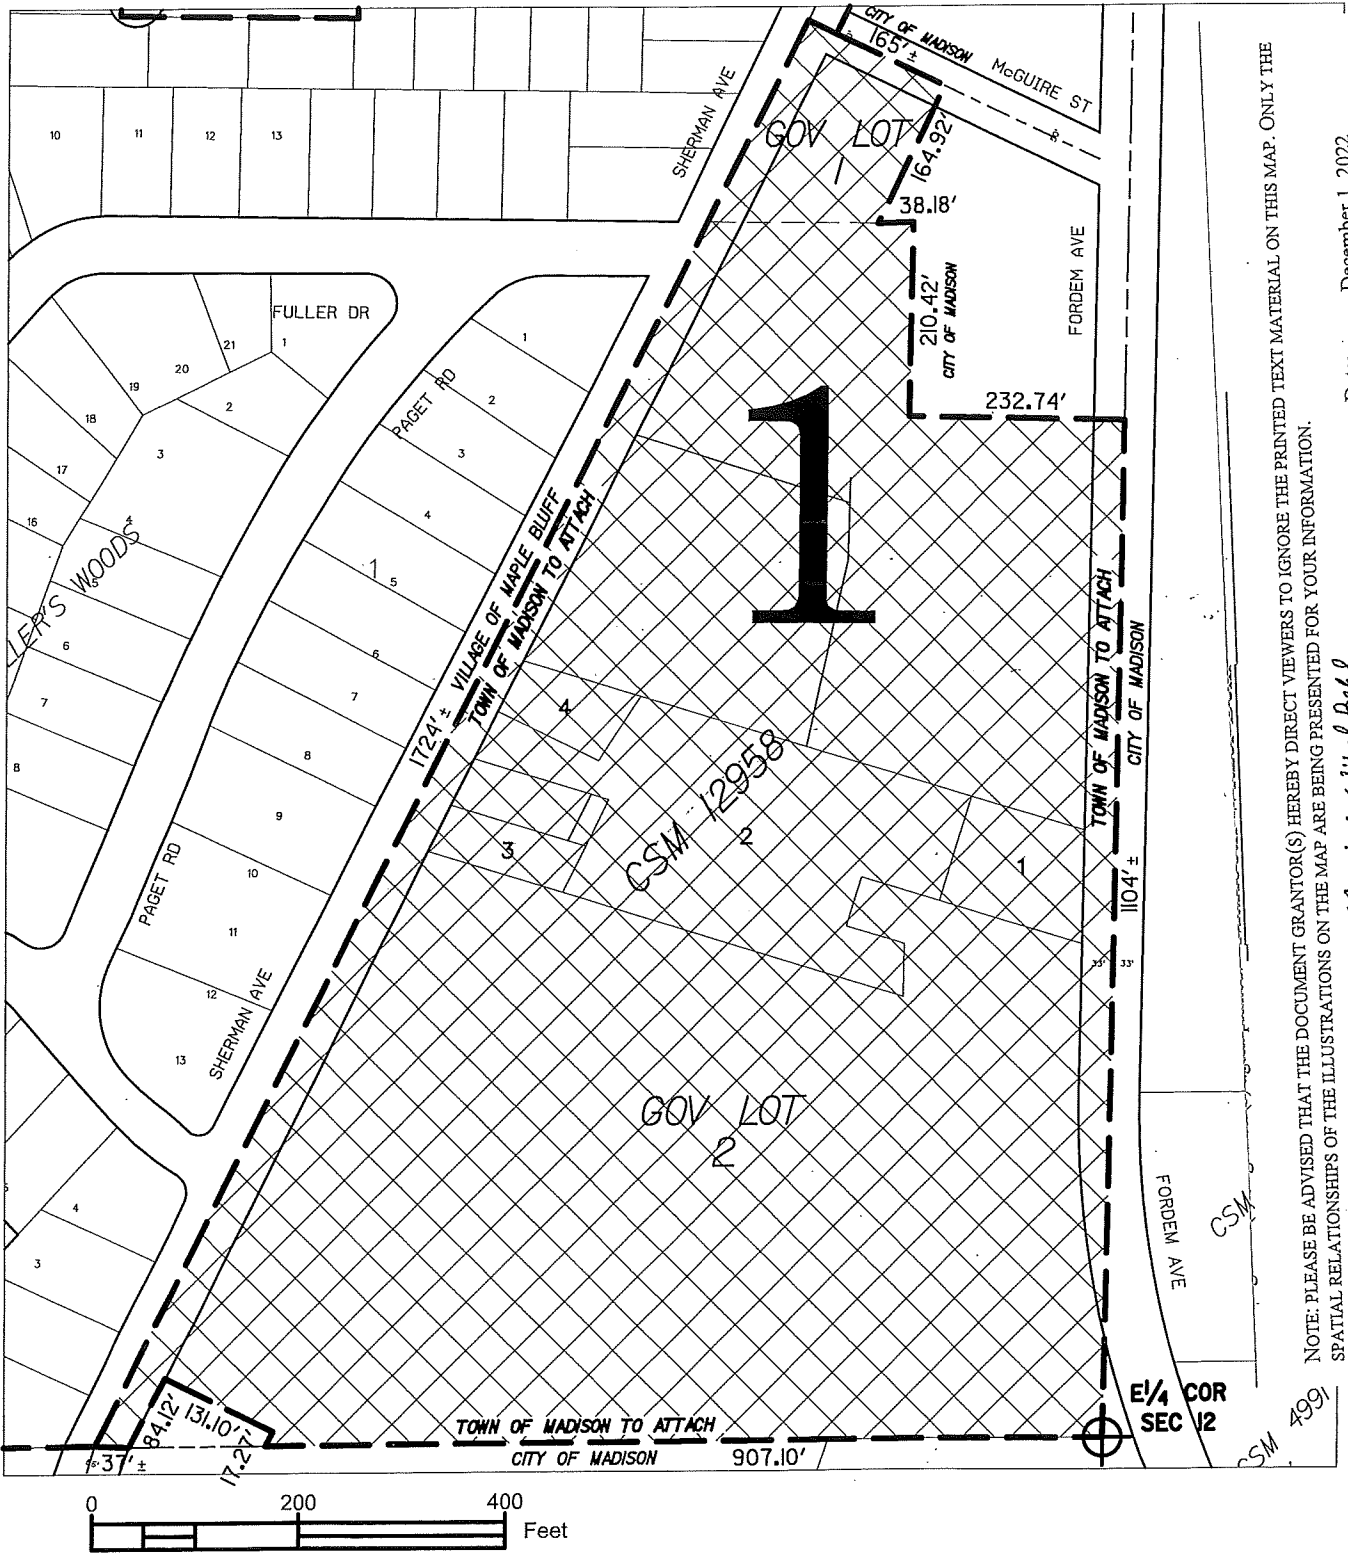 CITY OF MADISON
165' ±
McGUIRE ST
SHERMAN AVE
GOV LOT
1
164.92'
38.18'
10
11
12
13
210.42'
CITY OF MADISON
FORDEM AVE
232.74'
FULLER DR
21
1
20
19
2
18
3
17
16
4
5
6
7
8
LER'S WOODS
PAGET RD
1
2
3
4
1
5
6
7
8
9
10
11
12
13
PAGET RD
SHERMAN AVE
1724' ±
VILLAGE OF MAPLE BLUFF
TOWN OF MADISON TO ATTACH
1
4
3
CSM 12958
2
1
TOWN OF MADISON TO ATTACH
CITY OF MADISON
1104' ±
33'
33'
GOV LOT
2
FORDEM AVE
CSM
4
3
84.12'
131.10'
17.27'
37' ±
TOWN OF MADISON TO ATTACH
CITY OF MADISON
907.10'
E1/4 COR
SEC 12
CSM 4991
0
200
400
Feet
NOTE: PLEASE BE ADVISED THAT THE DOCUMENT GRANTOR(S) HEREBY DIRECT VIEWERS TO IGNORE THE PRINTED TEXT MATERIAL ON THIS MAP. ONLY THE
SPATIAL RELATIONSHIPS OF THE ILLUSTRATIONS ON THE MAP ARE BEING PRESENTED FOR YOUR INFORMATION.
December 1, 2022